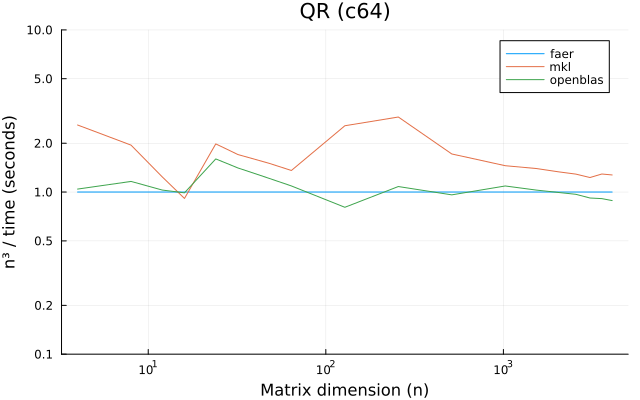 QR (c64)
n³ / time (seconds)
10.0
5.0
2.0
1.0
0.5
0.2
0.1
faer
mkl
openblas
10¹
10²
10³
Matrix dimension (n)